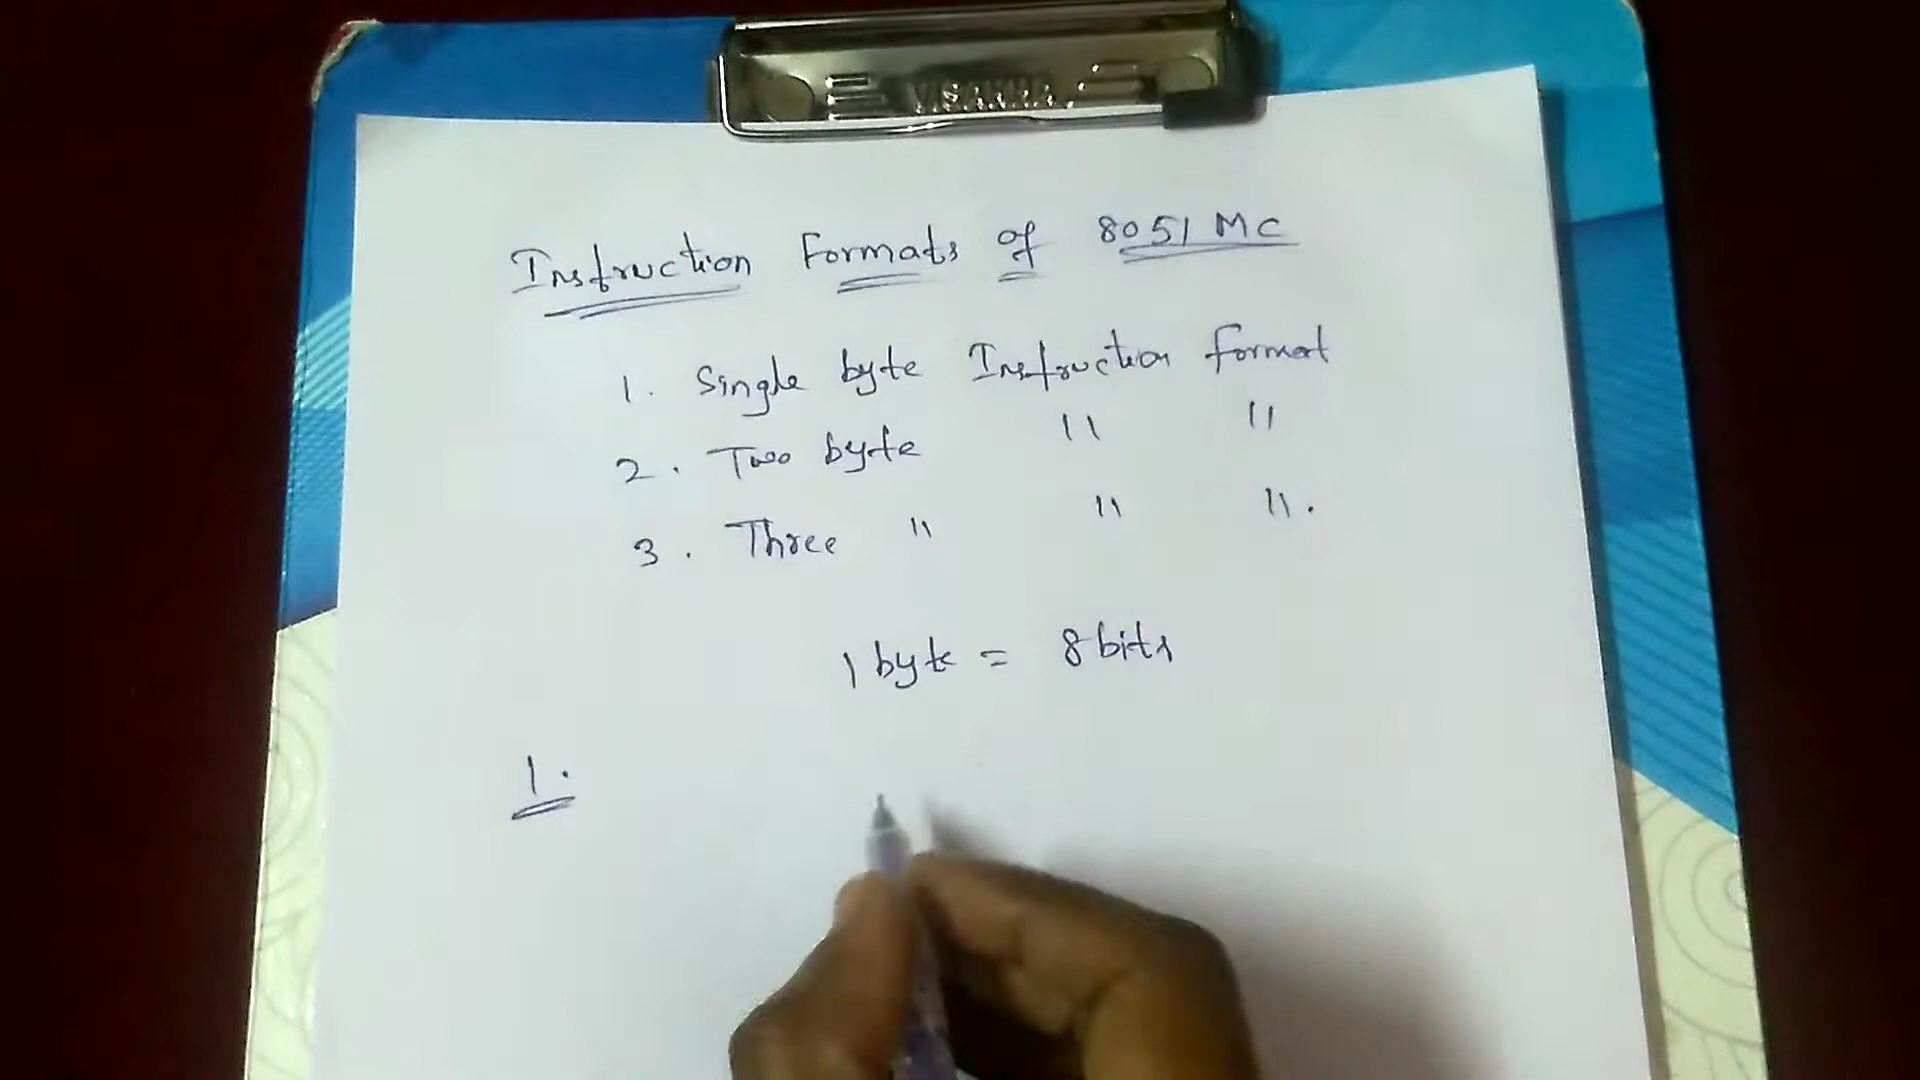 VISAKHA
Instruction Formats of 8051 MC
1. Single byte Instruction format
2. Two byte " "
3. Three " " ".
1 byte = 8 bits
1.